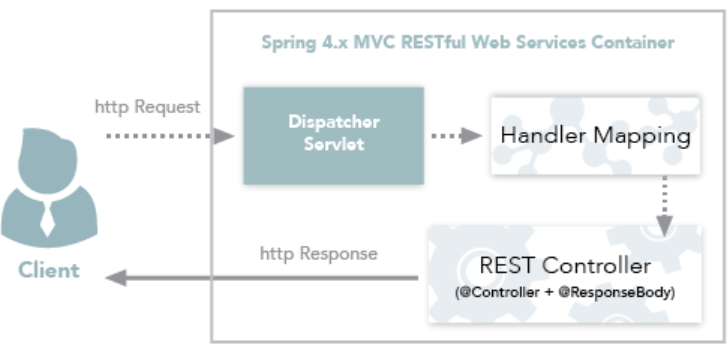 Spring 4.x MVC RESTful Web Services Container
http Request
Dispatcher
Servlet
Handler Mapping
Client
http Response
REST Controller
(@Controller + @ResponseBody)